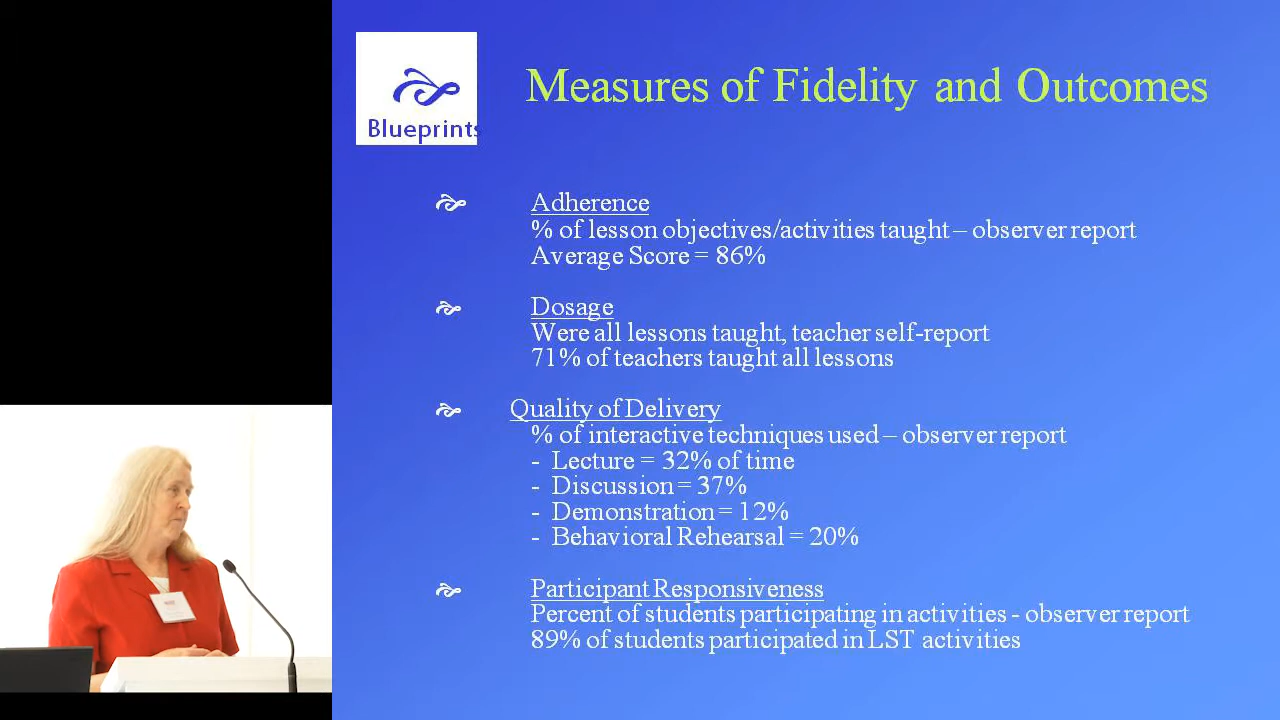 Blueprints
Measures of Fidelity and Outcomes
Adherence
% of lesson objectives/activities taught – observer report
Average Score = 86%
Dosage
Were all lessons taught, teacher self-report
71% of teachers taught all lessons
Quality of Delivery
% of interactive techniques used – observer report
- Lecture = 32% of time
- Discussion = 37%
- Demonstration = 12%
- Behavioral Rehearsal = 20%
Participant Responsiveness
Percent of students participating in activities - observer report
89% of students participated in LST activities